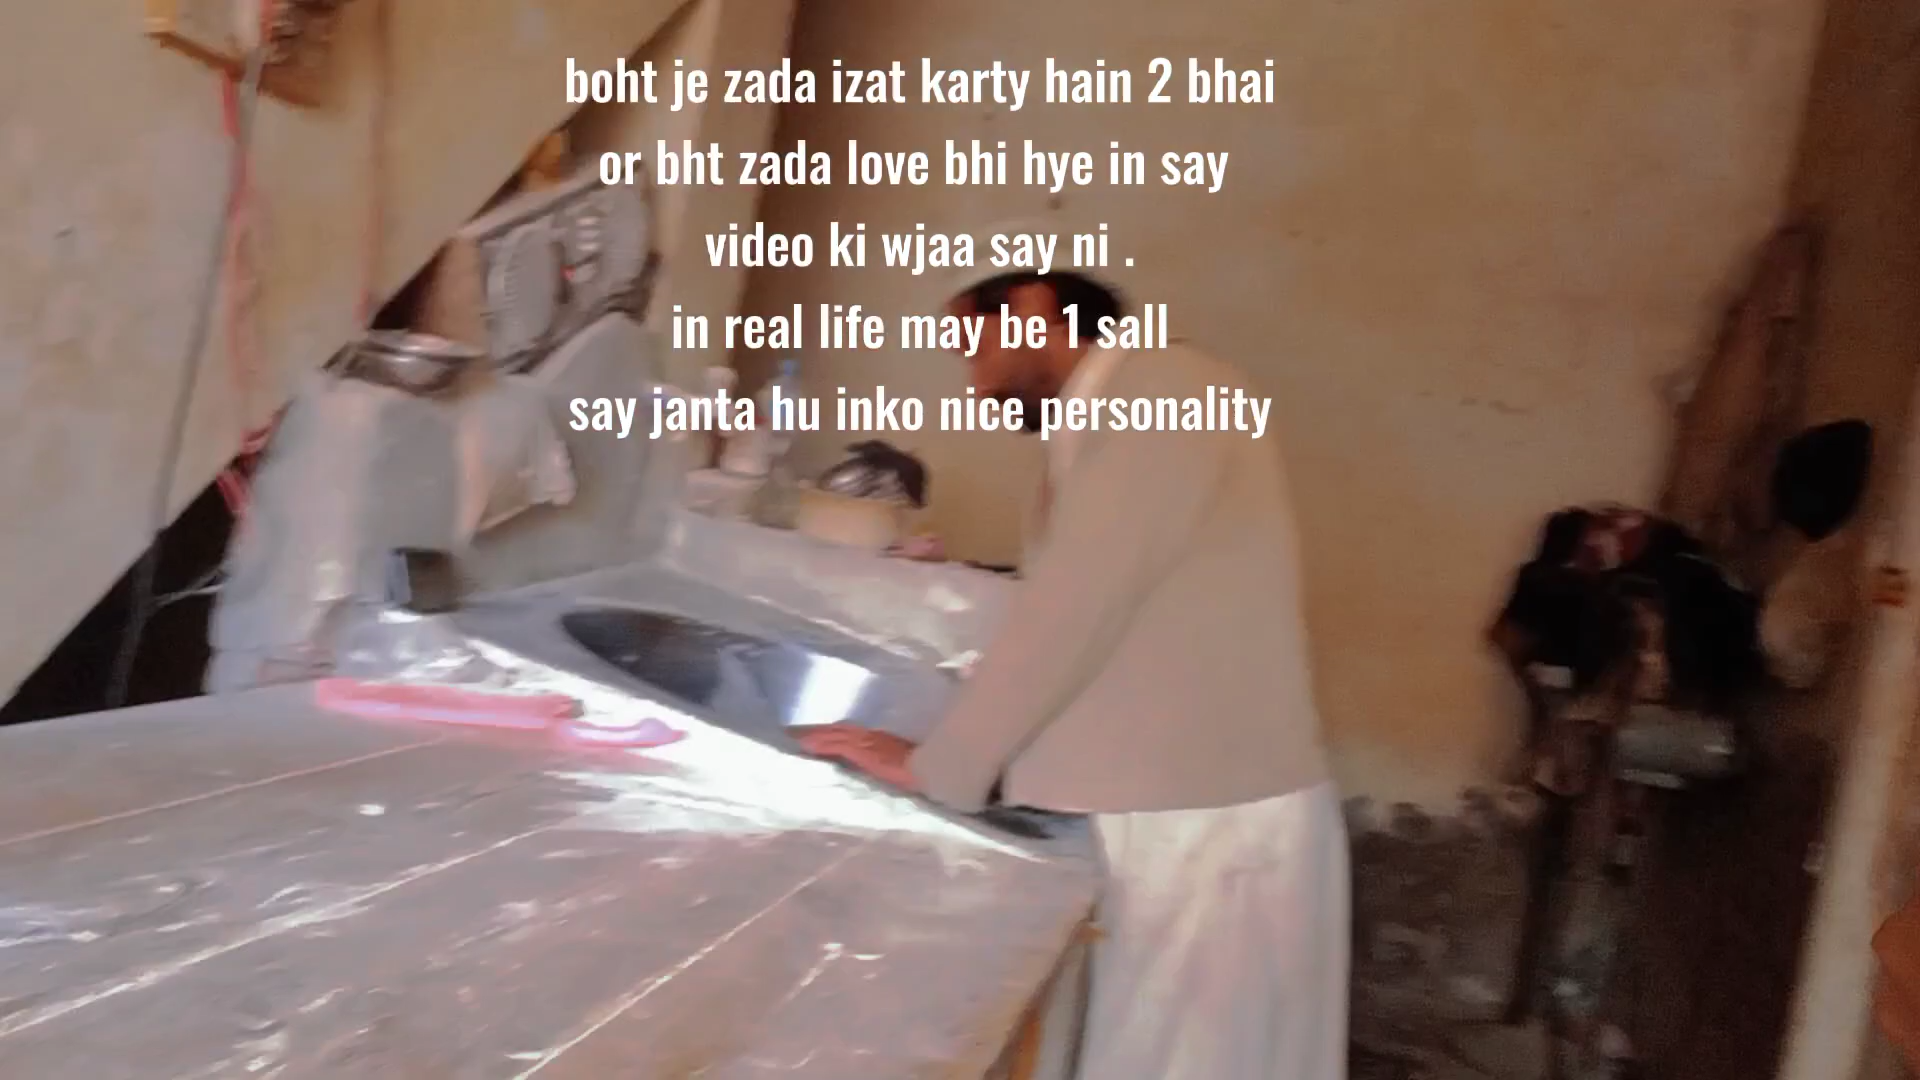 boht je zada izat karty hain 2 bhai
or bht zada love bhi hye in say
video ki wjaa say ni .
in real life may be 1 sall
say janta hu inko nice personality